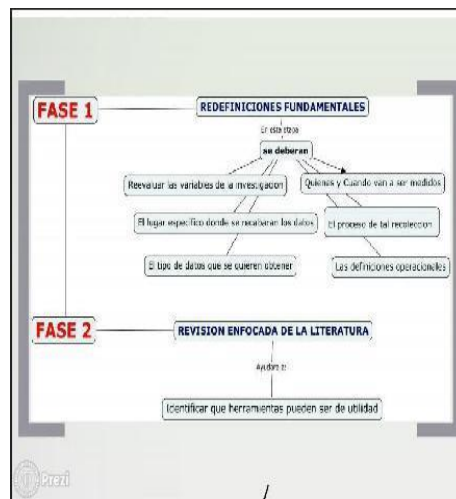 FASE 1
REDEFINICIONES FUNDAMENTALES
En esta etapa
se deberan
Reevaluar las variables de la investigacion
Quienes y Cuando van a ser medidos
El lugar especifico donde se recabaran los datos
El proceso de tal recoleccion
El tipo de datos que se quieren obtener
Las definiciones operacionales
FASE 2
REVISION ENFOCADA DE LA LITERATURA
Ayudara a:
Identificar que herramientas pueden ser de utilidad
Prezi
/